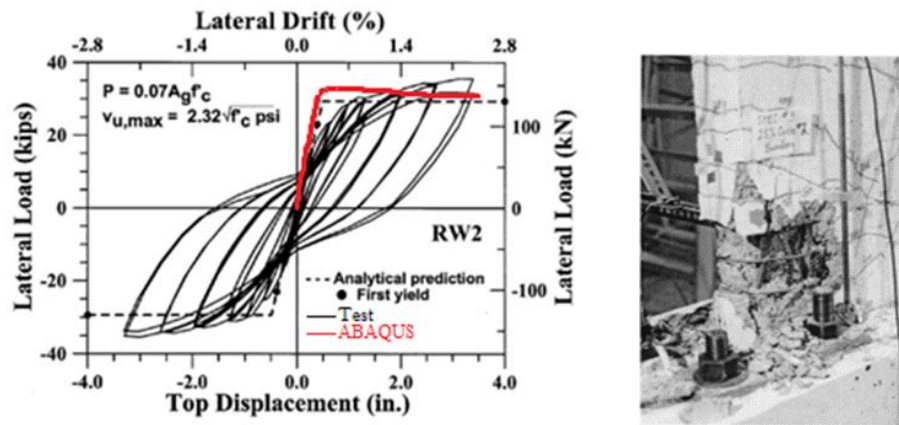 Lateral Drift (%)
-2.8 -1.4 0.0 1.4 2.8
40
20
0
-20
-40
Lateral Load (kips)
P = 0.07Agf'c
vu,max = 2.32√f'c psi
RW2
Analytical prediction
First yield
Test
ABAQUS
100
0
-100
Lateral Load (kN)
-4.0 -2.0 0.0 2.0 4.0
Top Displacement (in.)